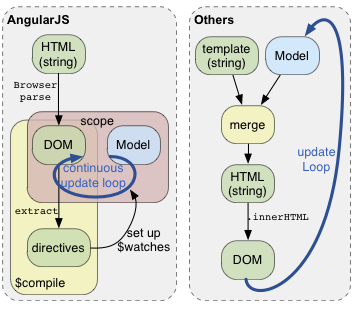 AngularJS
HTML
(string)
Browser
parse
scope
DOM
Model
continuous
update loop
extract
directives
set up
$watches
$compile
Others
template
(string)
Model
merge
update
Loop
HTML
(string)
.innerHTML
DOM